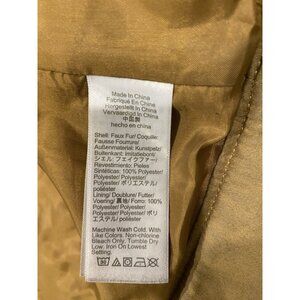 Made In China
Fabriqué En Chine
Hergestellt In China
Vervaardigd In China
中国製
hecho en china
Shell: Faux Fur/ Coquille:
Fausse Fourrure/
Außenmaterial: Kunstpelz/
Buitenkant: imitatiebont/
シェル: フェイクファー/
Revestimiento: Pieles
Sintéticas: 100% Polyester/
Polyester/ Polyester/
Polyester/ ポリエステル/
poliéster
Lining/ Doublure/ Futter/
Voering/ 裏地/ Forro: 100%
Polyester/ Polyester/
Polyester/ Polyester/ ポリ
エステル/ poliéster
Machine Wash Cold. With
Like Colors. Non-chlorine
Bleach Only. Tumble Dry
Low. Iron On Lowest
Setting.